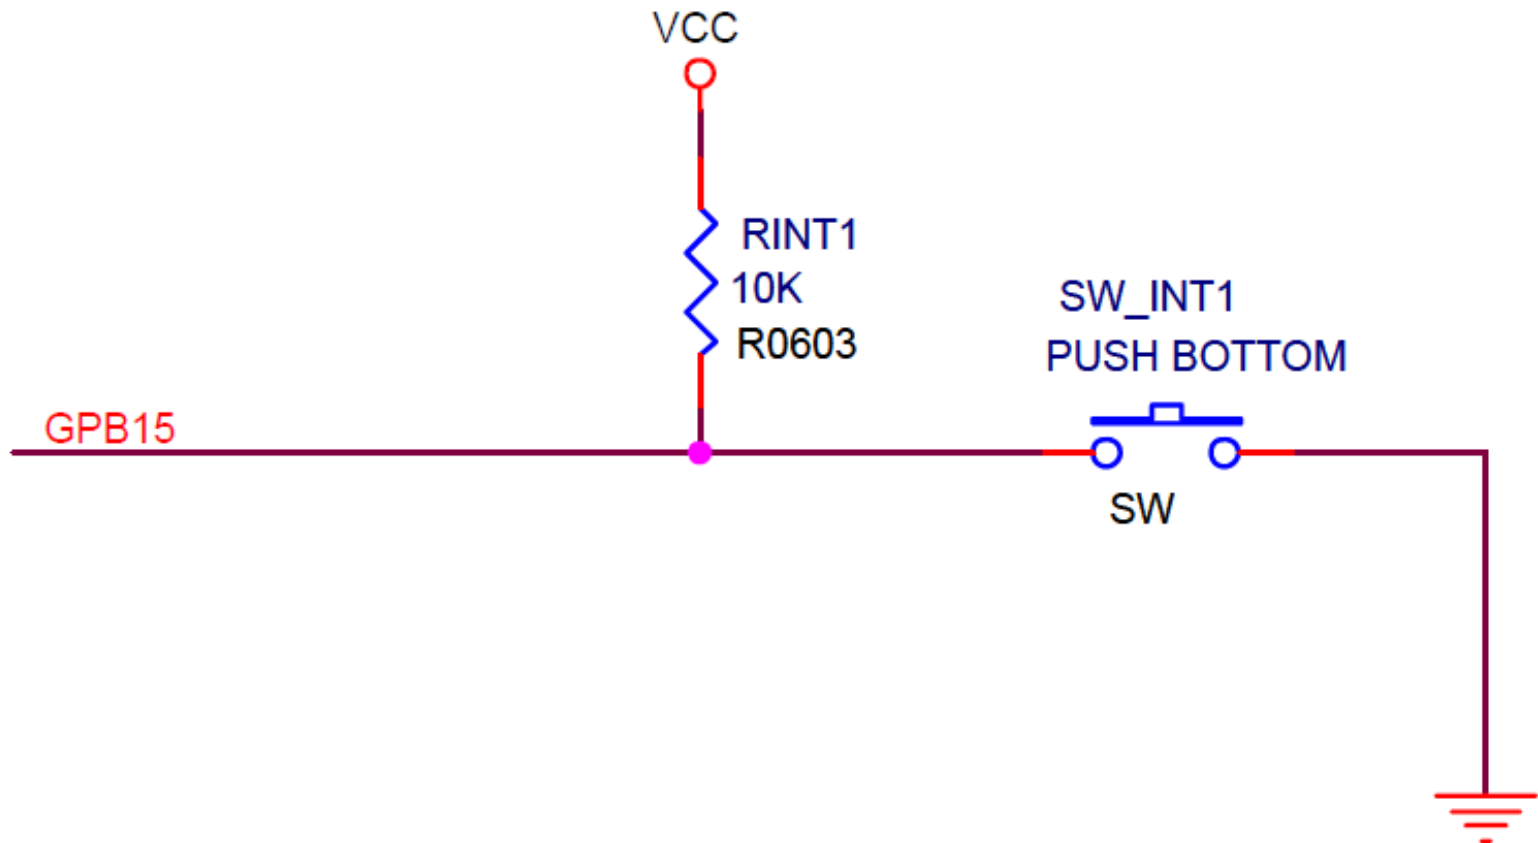 VCC
RINT1
10K
R0603
SW_INT1
PUSH BOTTOM
GPB15
SW